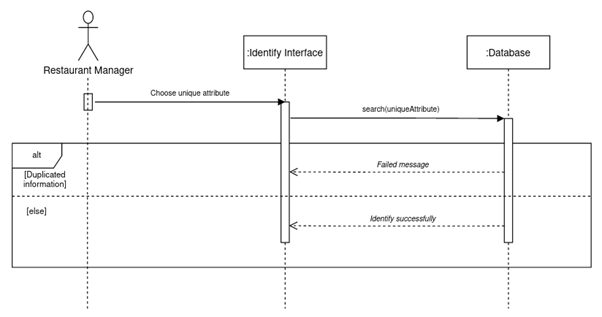 Restaurant Manager
:Identify Interface
:Database
Choose unique attribute
search(uniqueAttribute)
alt
Failed message
[Duplicated
information]
[else]
Identify successfully